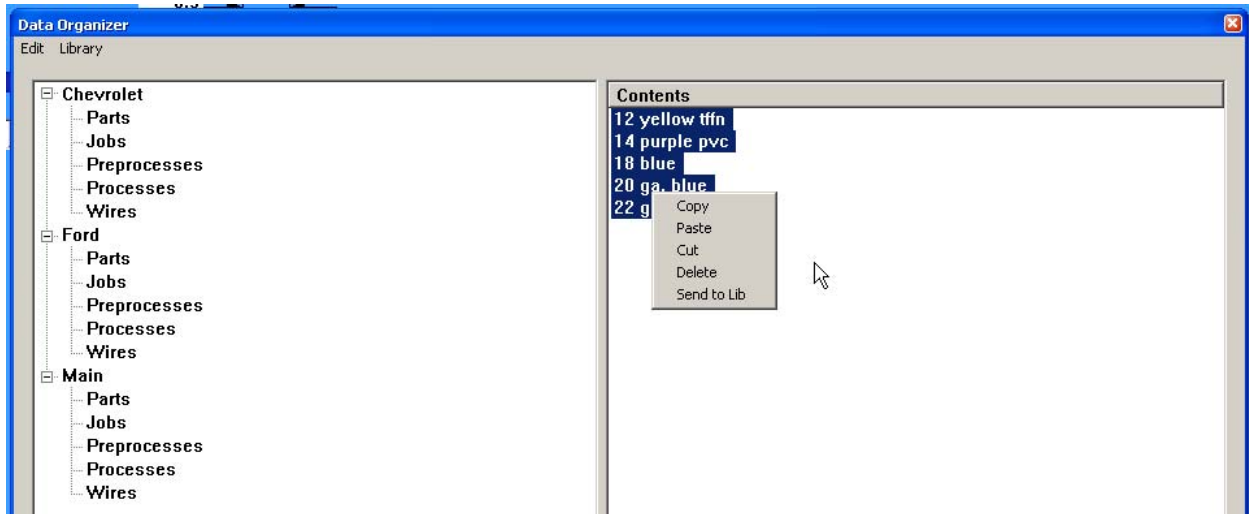 Data Organizer
Edit Library
Chevrolet
Parts
Jobs
Preprocesses
Processes
Wires
Ford
Parts
Jobs
Preprocesses
Processes
Wires
Main
Parts
Jobs
Preprocesses
Processes
Wires
Contents
12 yellow tffn
14 purple pvc
18 blue
20 ga. blue
22 g
Copy
Paste
Cut
Delete
Send to Lib